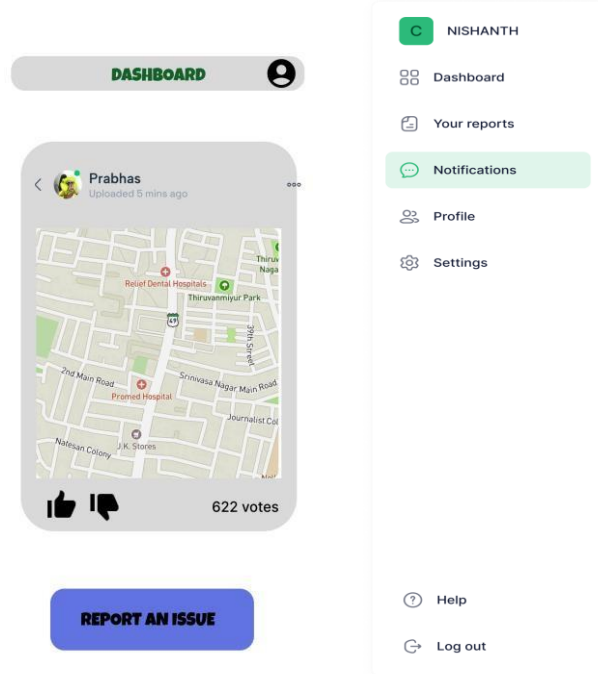 DASHBOARD
Prabhas
Uploaded 5 mins ago
Relief Dental Hospitals
Thiruvanmiyur Park
49
39th Street
2nd Main Road
Srinivasa Nagar Main Road
Promed Hospital
Journalist Col
J.K. Stores
Natesan Colony
622 votes
REPORT AN ISSUE
C NISHANTH
Dashboard
Your reports
Notifications
Profile
Settings
Help
Log out